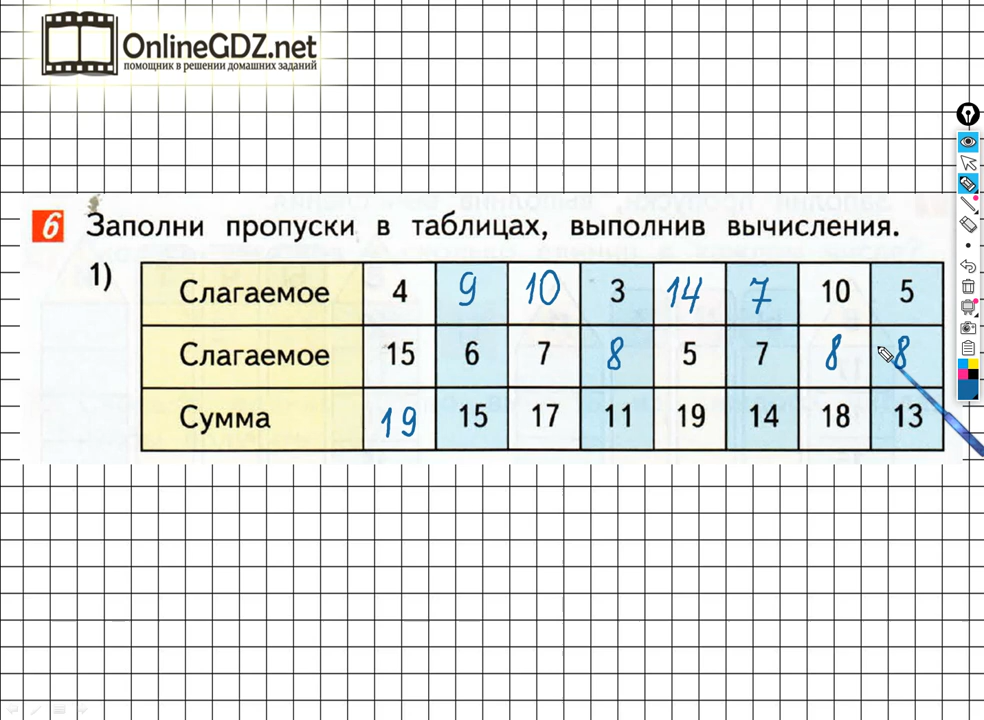 OnlineGDZ.net
помощник в решении домашних заданий
6 Заполни пропуски в таблицах, выполнив вычисления.
1)
Слагаемое 4 9 10 3 14 7 10 5
Слагаемое 15 6 7 8 5 7 8 8
Сумма 19 15 17 11 19 14 18 13